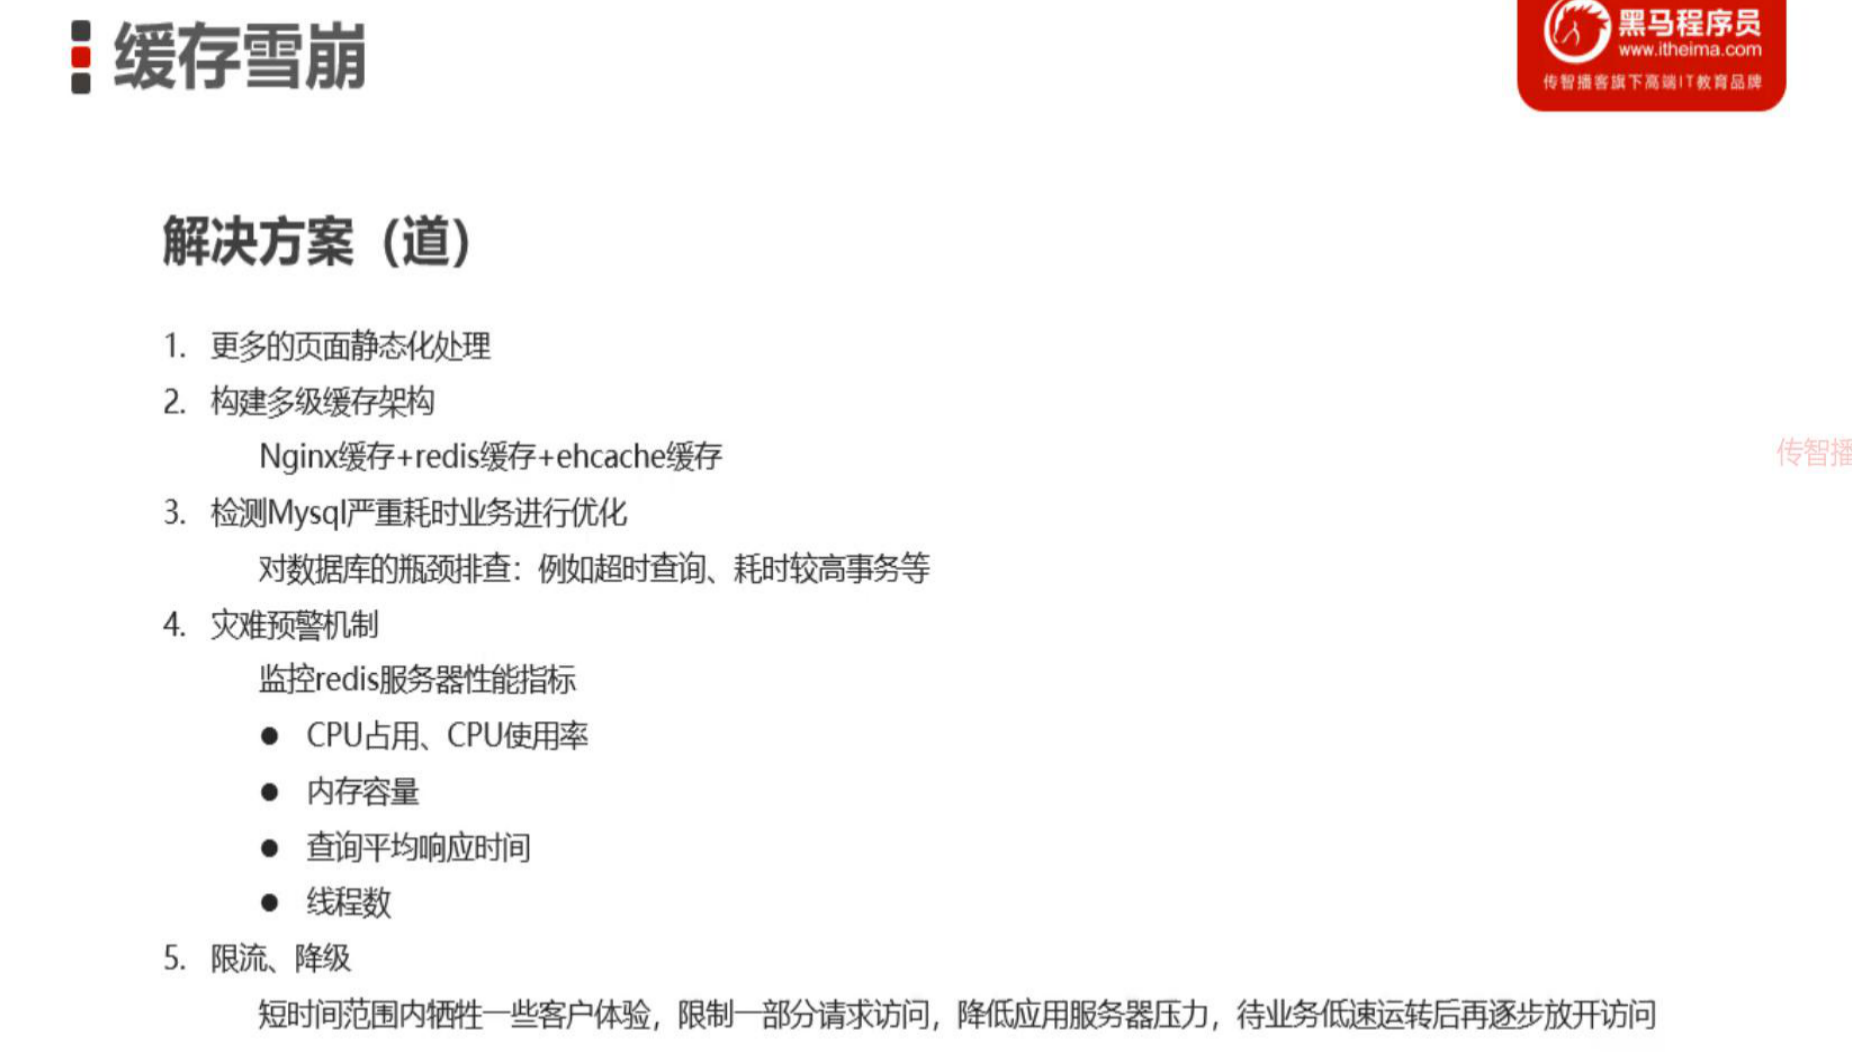 缓存雪崩
黑马程序员
www.itheima.com
传智播客旗下高端IT教育品牌
解决方案（道）
1. 更多的页面静态化处理
2. 构建多级缓存架构
Nginx缓存+redis缓存+ehcache缓存
3. 检测Mysql严重耗时业务进行优化
对数据库的瓶颈排查：例如超时查询、耗时较高事务等
4. 灾难预警机制
监控redis服务器性能指标
● CPU占用、CPU使用率
● 内存容量
● 查询平均响应时间
● 线程数
5. 限流、降级
短时间范围内牺牲一些客户体验，限制一部分请求访问，降低应用服务器压力，待业务低速运转后再逐步放开访问
传智播